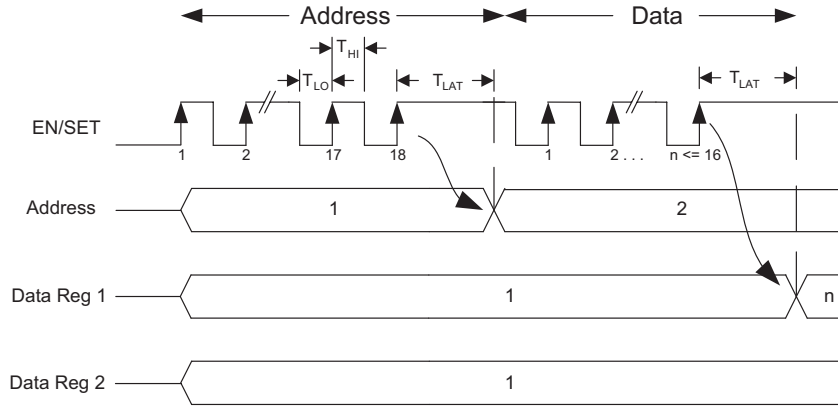 Address Data
T_HI
T_LO T_LAT T_LAT
EN/SET
1 2 17 18 1 2 . . . n <= 16
Address 1 2
Data Reg 1 1 n
Data Reg 2 1